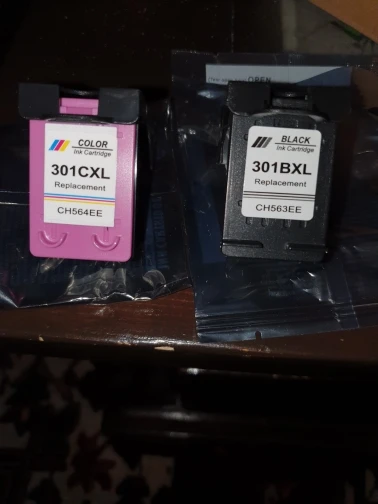 COLOR
Ink Cartridge
301CXL
Replacement
CH564EE
OPEN
BLACK
Ink Cartridge
301BXL
Replacement
CH563EE